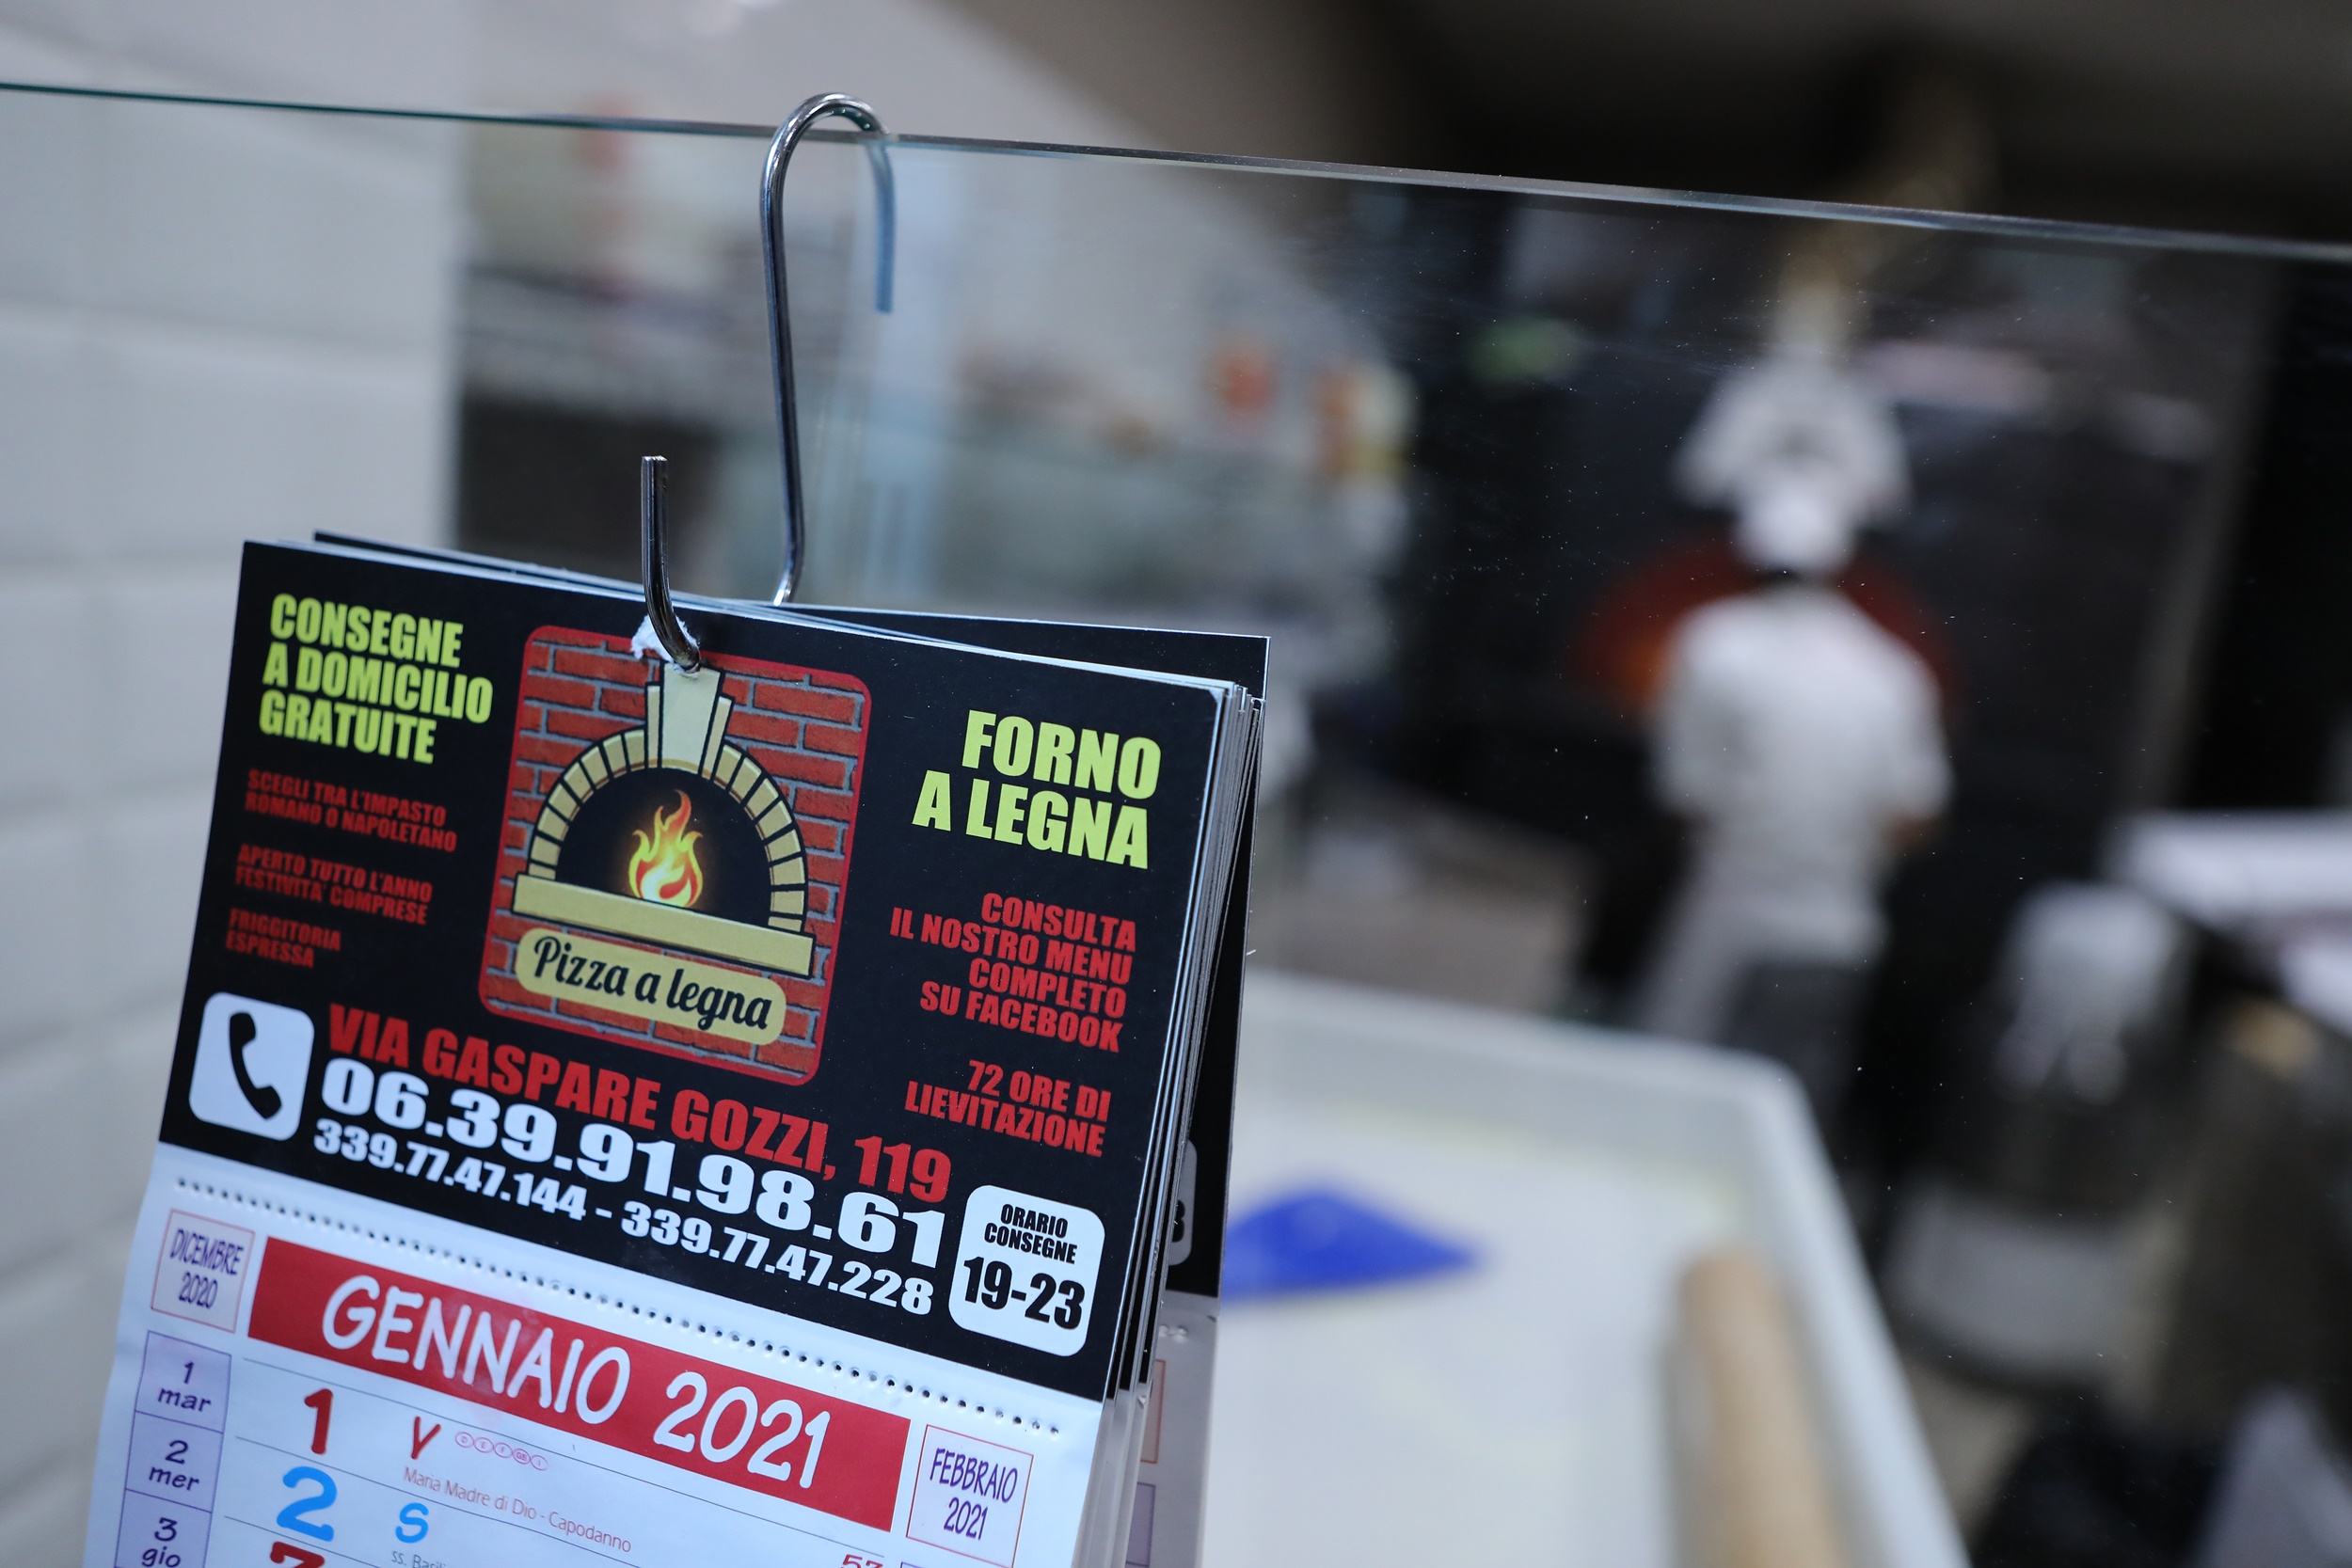 CONSEGNE
A DOMICILIO
GRATUITE
SCEGLI TRA L'IMPASTO
ROMANO O NAPOLETANO
APERTO TUTTO L'ANNO
FESTIVITA' COMPRESE
FRIGGITORIA
ESPRESSA
Pizza a legna
FORNO
A LEGNA
CONSULTA
IL NOSTRO MENU
COMPLETO
SU FACEBOOK
72 ORE DI
LIEVITAZIONE
VIA GASPARE GOZZI, 119
06.39.91.98.61
339.77.47.144 - 339.77.47.228
ORARIO
CONSEGNE
19-23
DICEMBRE
2020
GENNAIO 2021
FEBBRAIO
2021
1
mar
2
mer
3
gio
1 V
Maria Madre di Dio - Capodanno
2 S
ss.
3
53